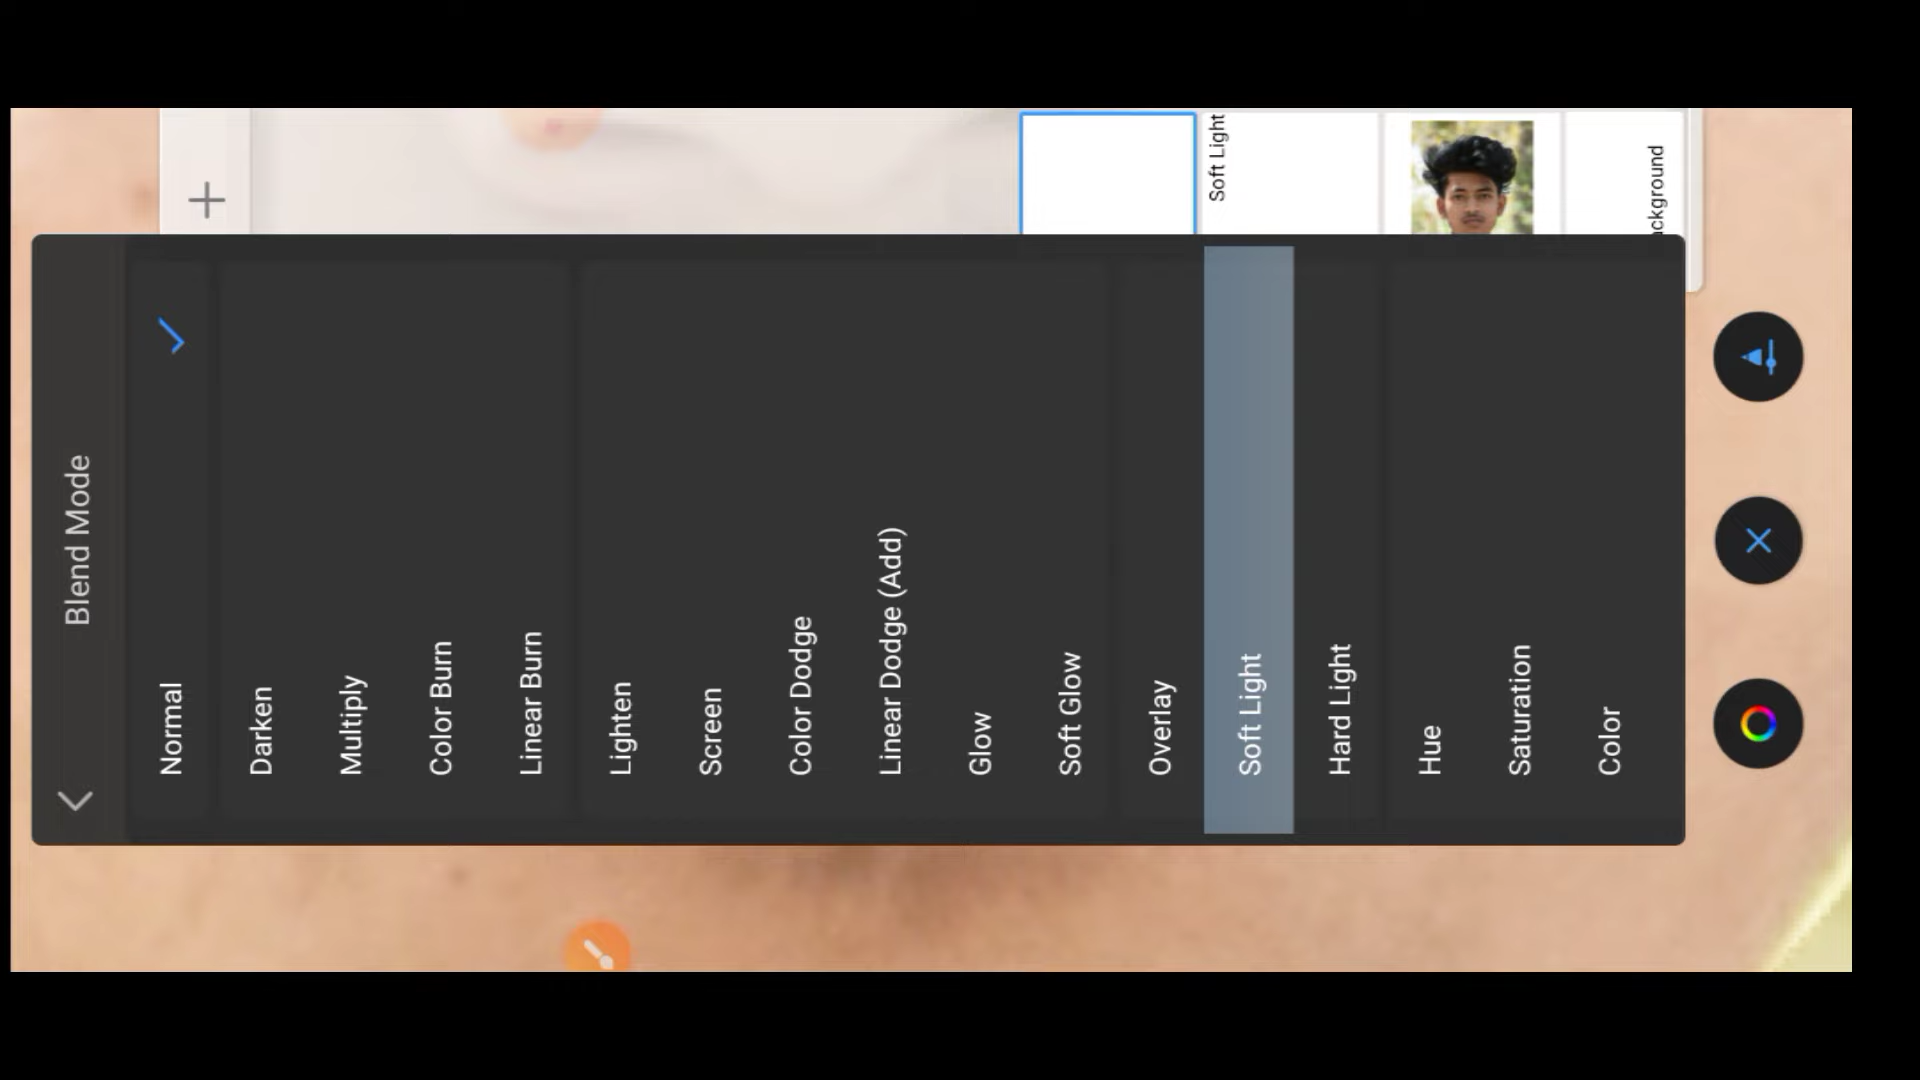 Blend Mode
Normal
Darken
Multiply
Color Burn
Linear Burn
Lighten
Screen
Color Dodge
Linear Dodge (Add)
Glow
Soft Glow
Overlay
Soft Light
Hard Light
Hue
Saturation
Color
Soft Light
ackground